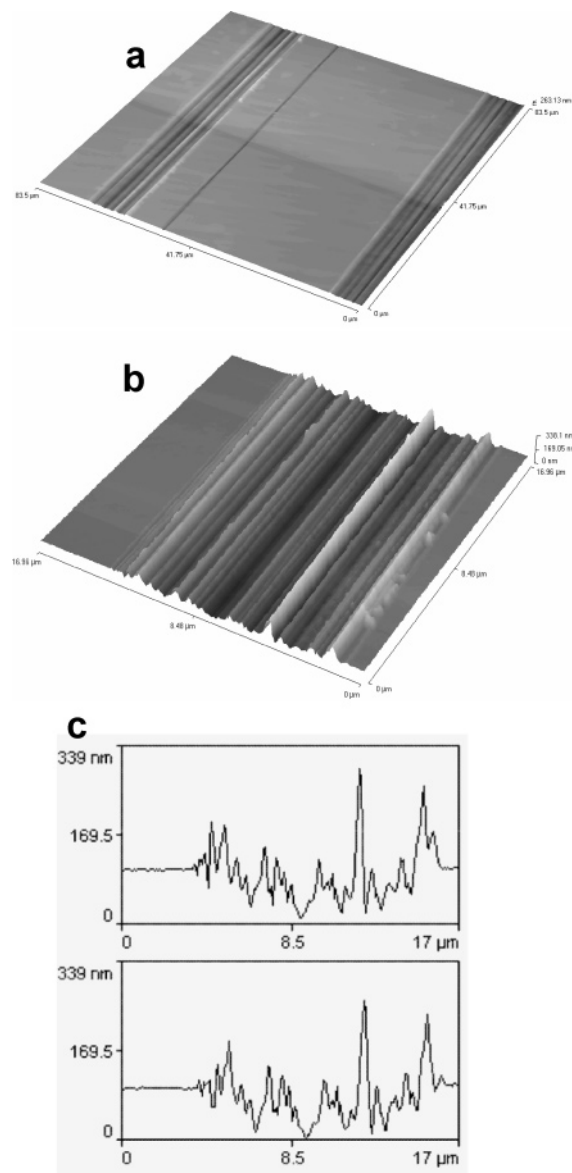 a
263.13 nm
83.5 µm
83.5 µm
41.75 µm
41.75 µm
0 µm
0 µm
b
338.1 nm
169.05 nm
0 nm
16.96 µm
16.96 µm
8.48 µm
8.48 µm
0 µm
0 µm
c
339 nm
169.5
0
0 8.5 17 µm
339 nm
169.5
0
0 8.5 17 µm